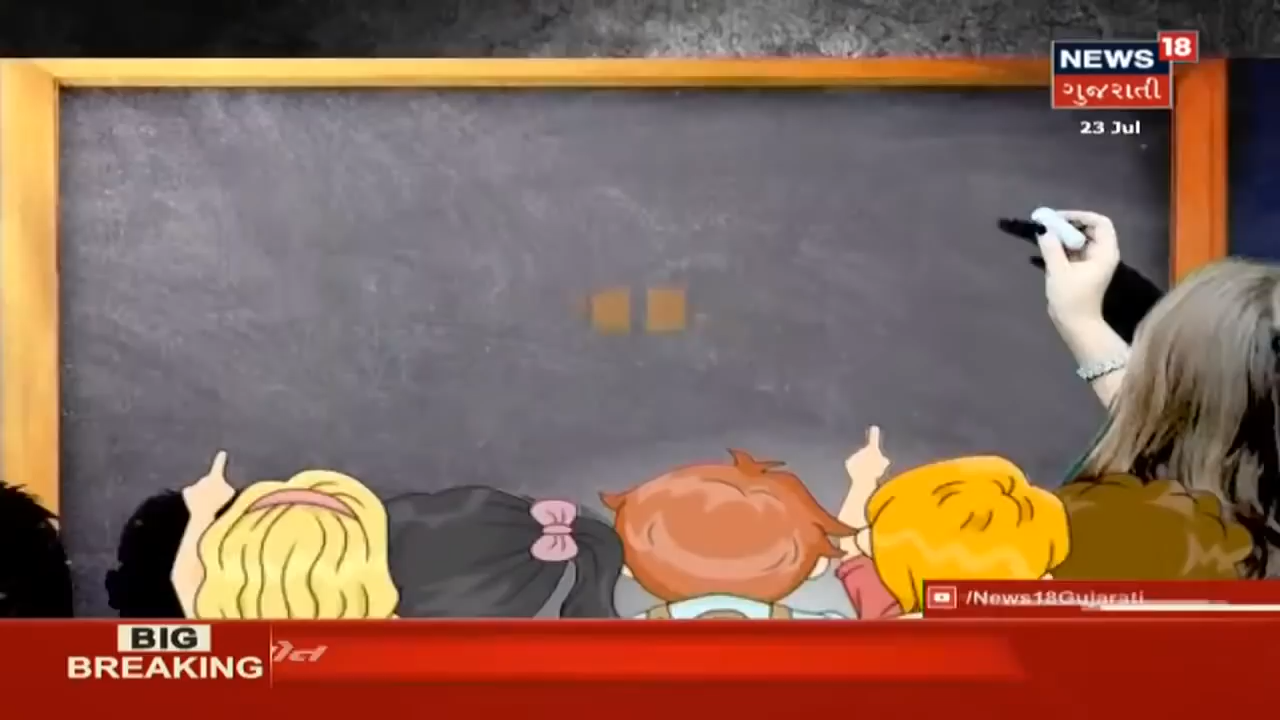 NEWS 18
ગુજરાતી
23 Jul
/News18Gujarati
BIG
BREAKING